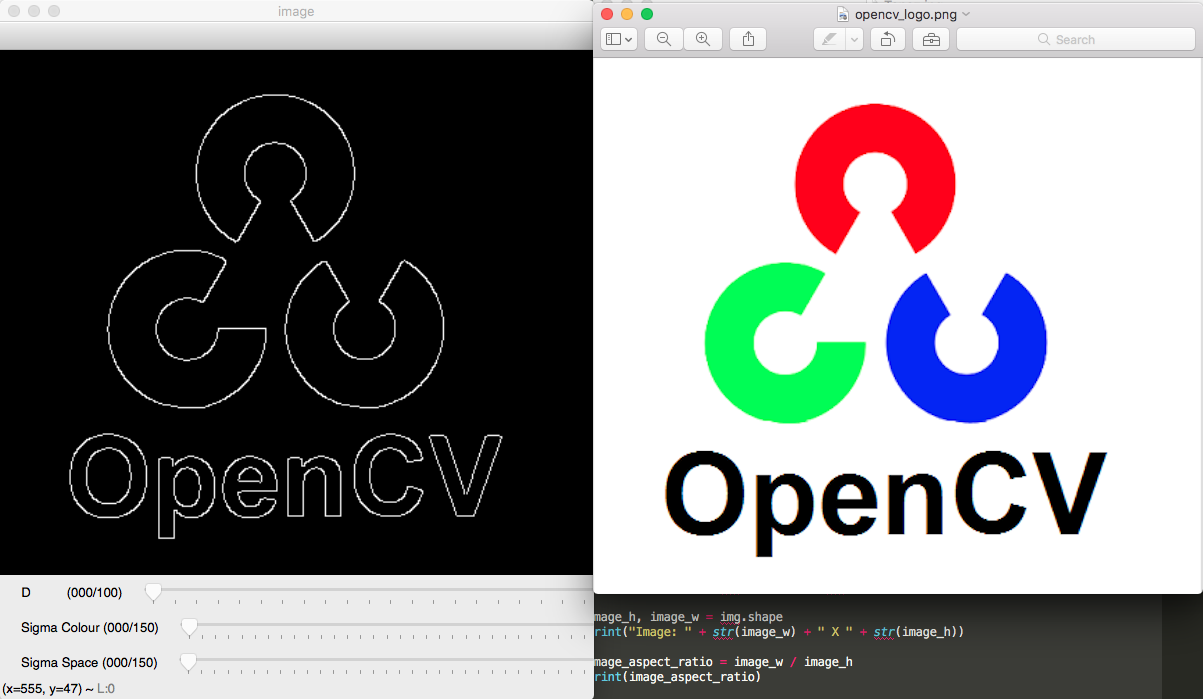 image
OpenCV
D (000/100)
Sigma Colour (000/150)
Sigma Space (000/150)
(x=555, y=47) ~ L:0
opencv_logo.png
Search
OpenCV
mage_h, image_w = img.shape
rint("Image: " + str(image_w) + " X " + str(image_h))
mage_aspect_ratio = image_w / image_h
rint(image_aspect_ratio)